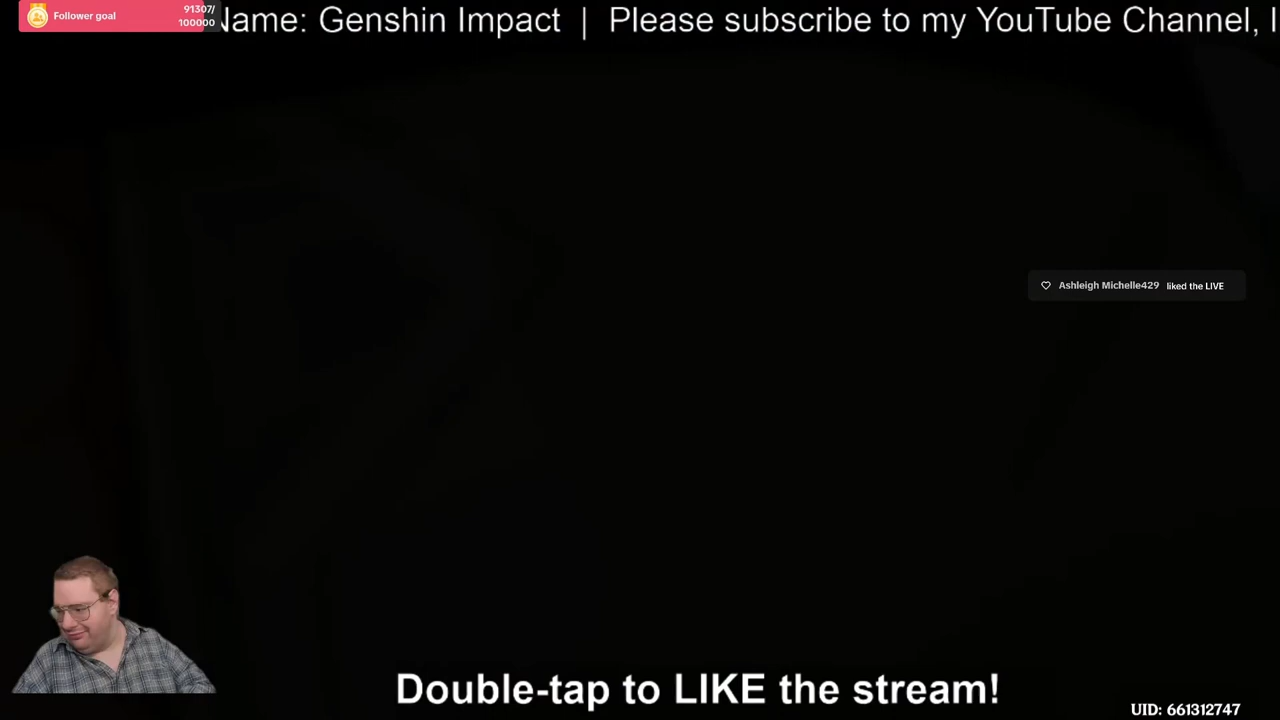 Follower goal
91307/
100000
Name: Genshin Impact | Please subscribe to my YouTube Channel,
Ashleigh Michelle429 liked the LIVE
Double-tap to LIKE the stream!
UID: 661312747